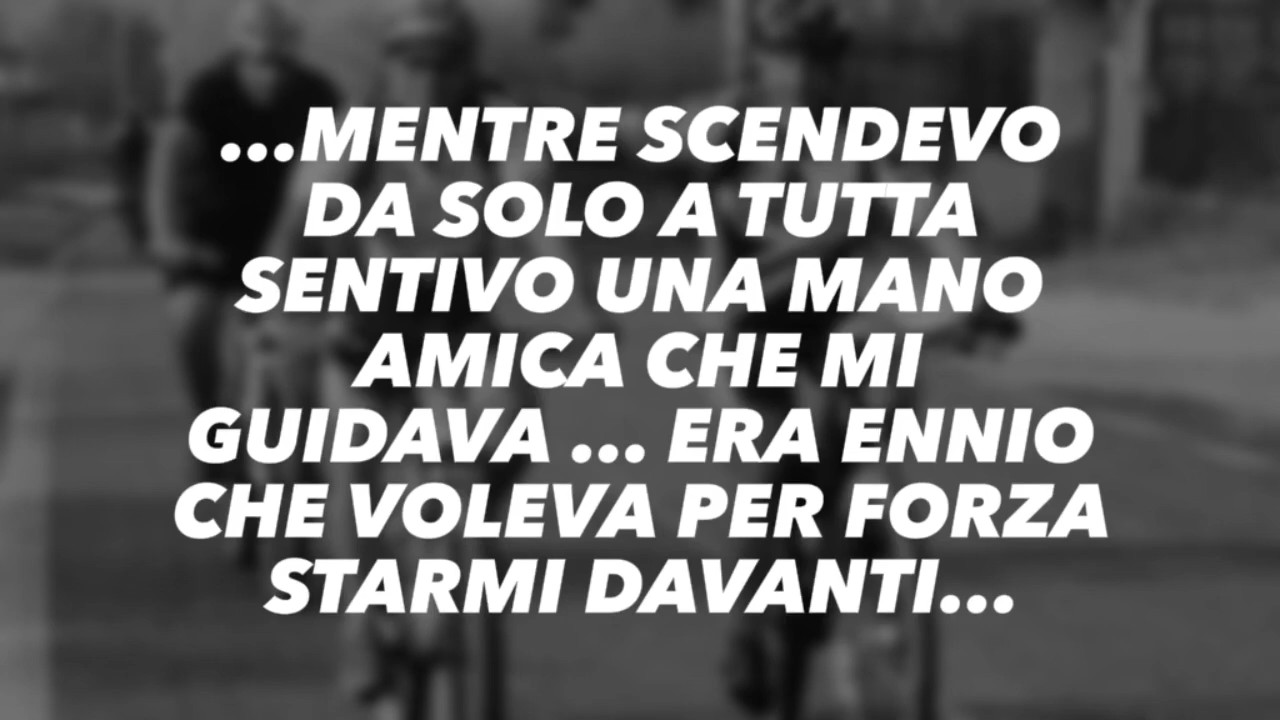 ...MENTRE SCENDEVO
DA SOLO A TUTTA
SENTIVO UNA MANO
AMICA CHE MI
GUIDAVA ... ERA ENNIO
CHE VOLEVA PER FORZA
STARMI DAVANTI...